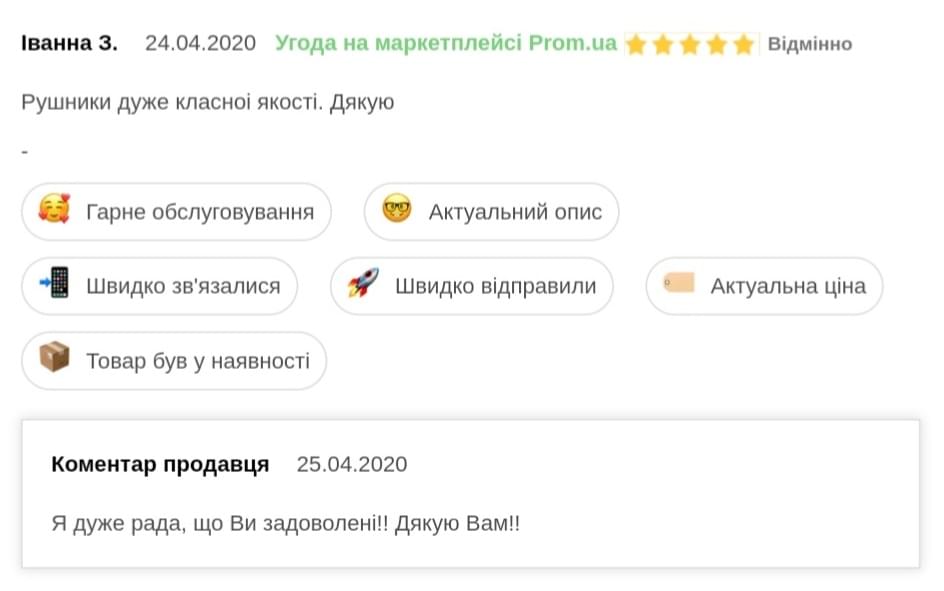 Іванна З. 24.04.2020 Угода на маркетплейсі Prom.ua Відмінно
Рушники дуже класної якості. Дякую
-
Гарне обслуговування Актуальний опис
Швидко зв'язалися Швидко відправили Актуальна ціна
Товар був у наявності
Коментар продавця 25.04.2020
Я дуже рада, що Ви задоволені!! Дякую Вам!!